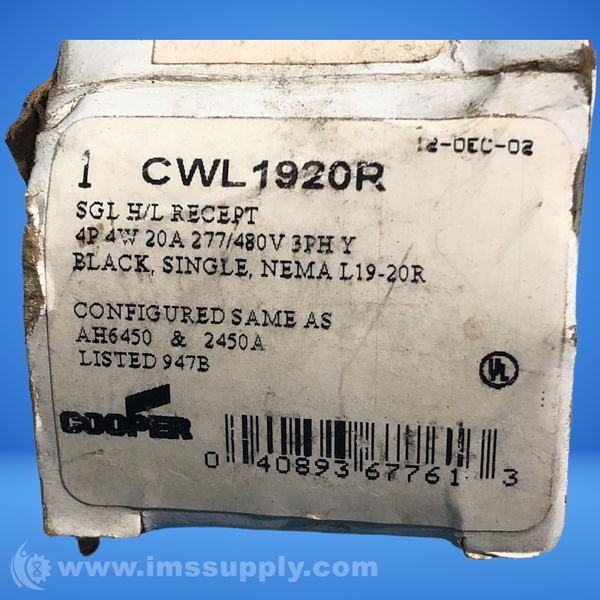 12-DEC-02
1 CWL1920R
SGL H/L RECEPT
4P 4W 20A 277/480V 3PH Y
BLACK, SINGLE, NEMA L19-20R
CONFIGURED SAME AS
AH6450 & 2450A
LISTED 947B
UL
COOPER
0 40893 67761 3
www.imssupply.com